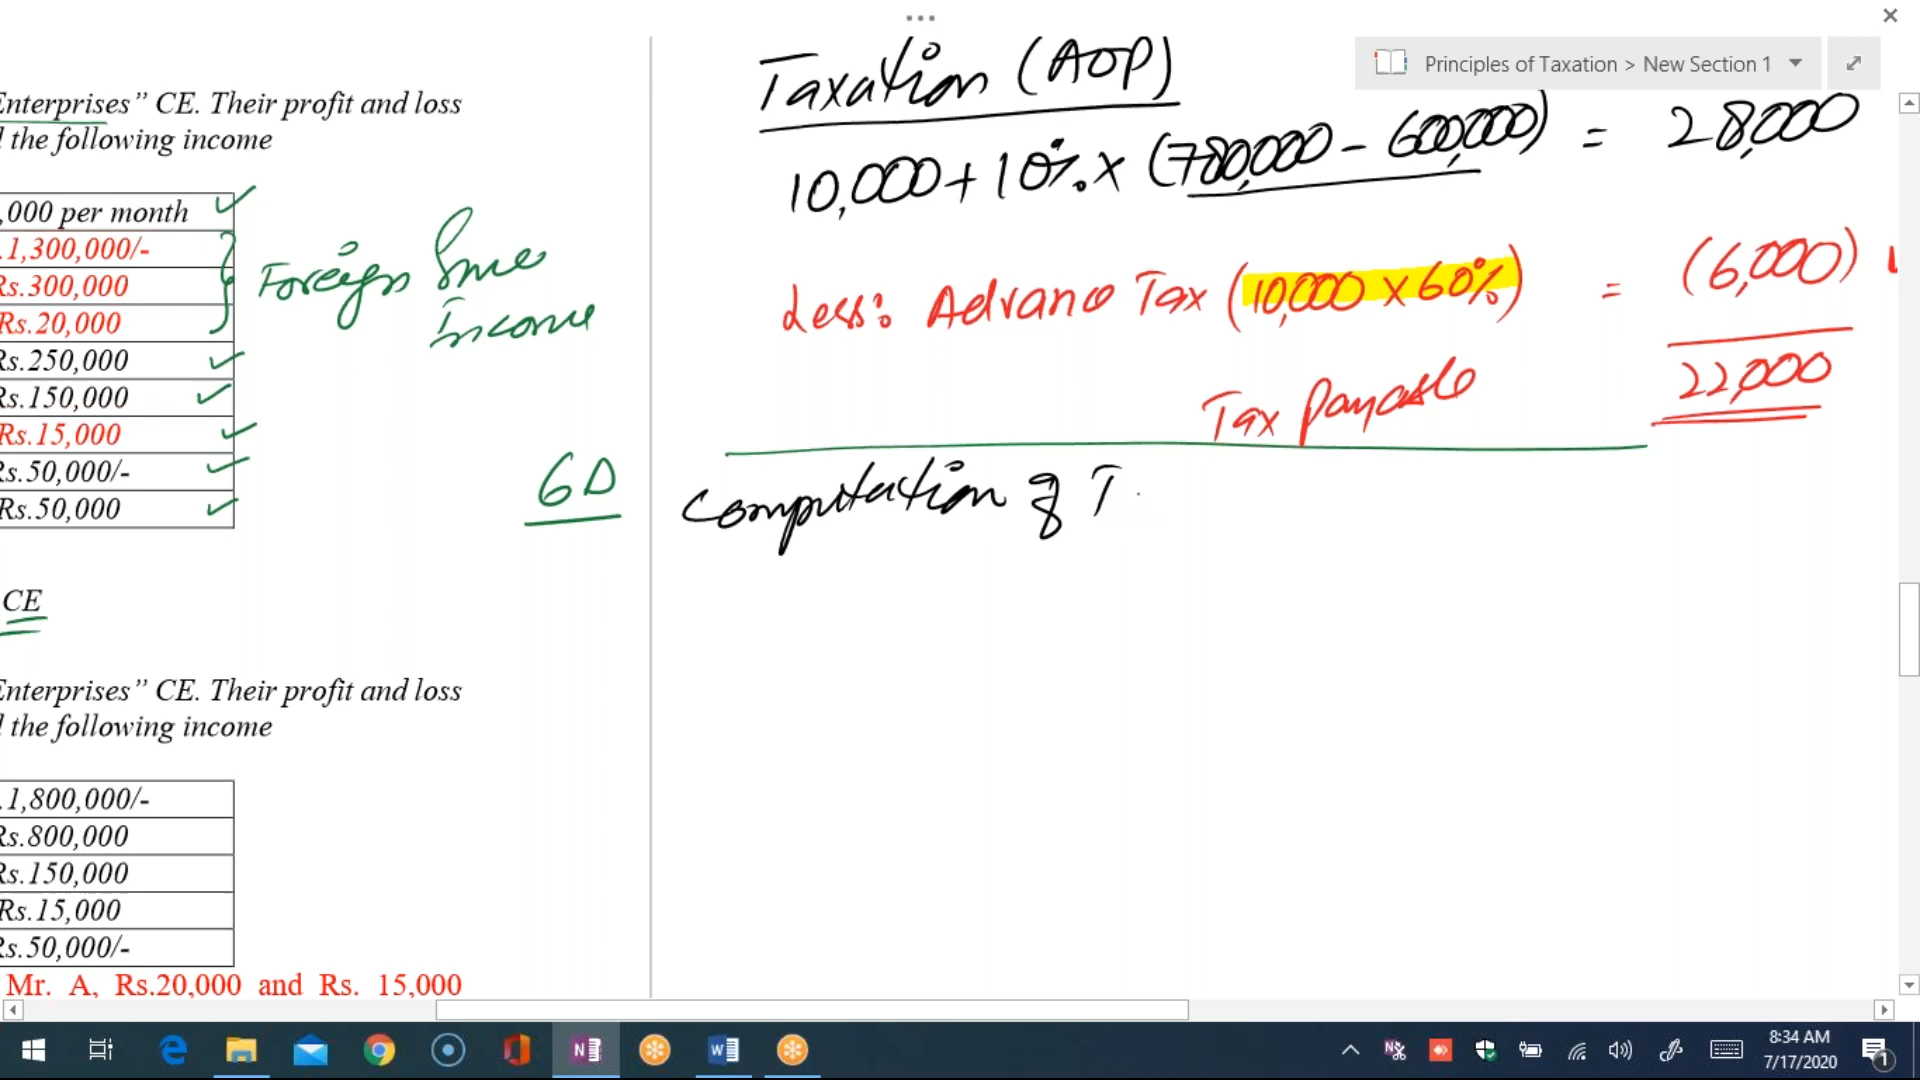 Principles of Taxation > New Section 1
Enterprises” CE. Their profit and loss
the following income
,000 per month
.1,300,000/-
Rs.300,000
Rs.20,000
Rs.250,000
Rs.150,000
Rs.15,000
Rs.50,000/-
Rs.50,000
Foreign
Income
6D
CE
Enterprises” CE. Their profit and loss
the following income
.1,800,000/-
Rs.800,000
Rs.150,000
Rs.15,000
Rs.50,000/-
Mr. A, Rs.20,000 and Rs. 15,000
Taxation (AOP)
10,000 + 10% x (780,000 - 600,000) = 28,000
Less: Advance Tax (10,000 x 60%) = (6,000)
Tax Payable 22,000
Computation of T
8:34 AM
7/17/2020
1